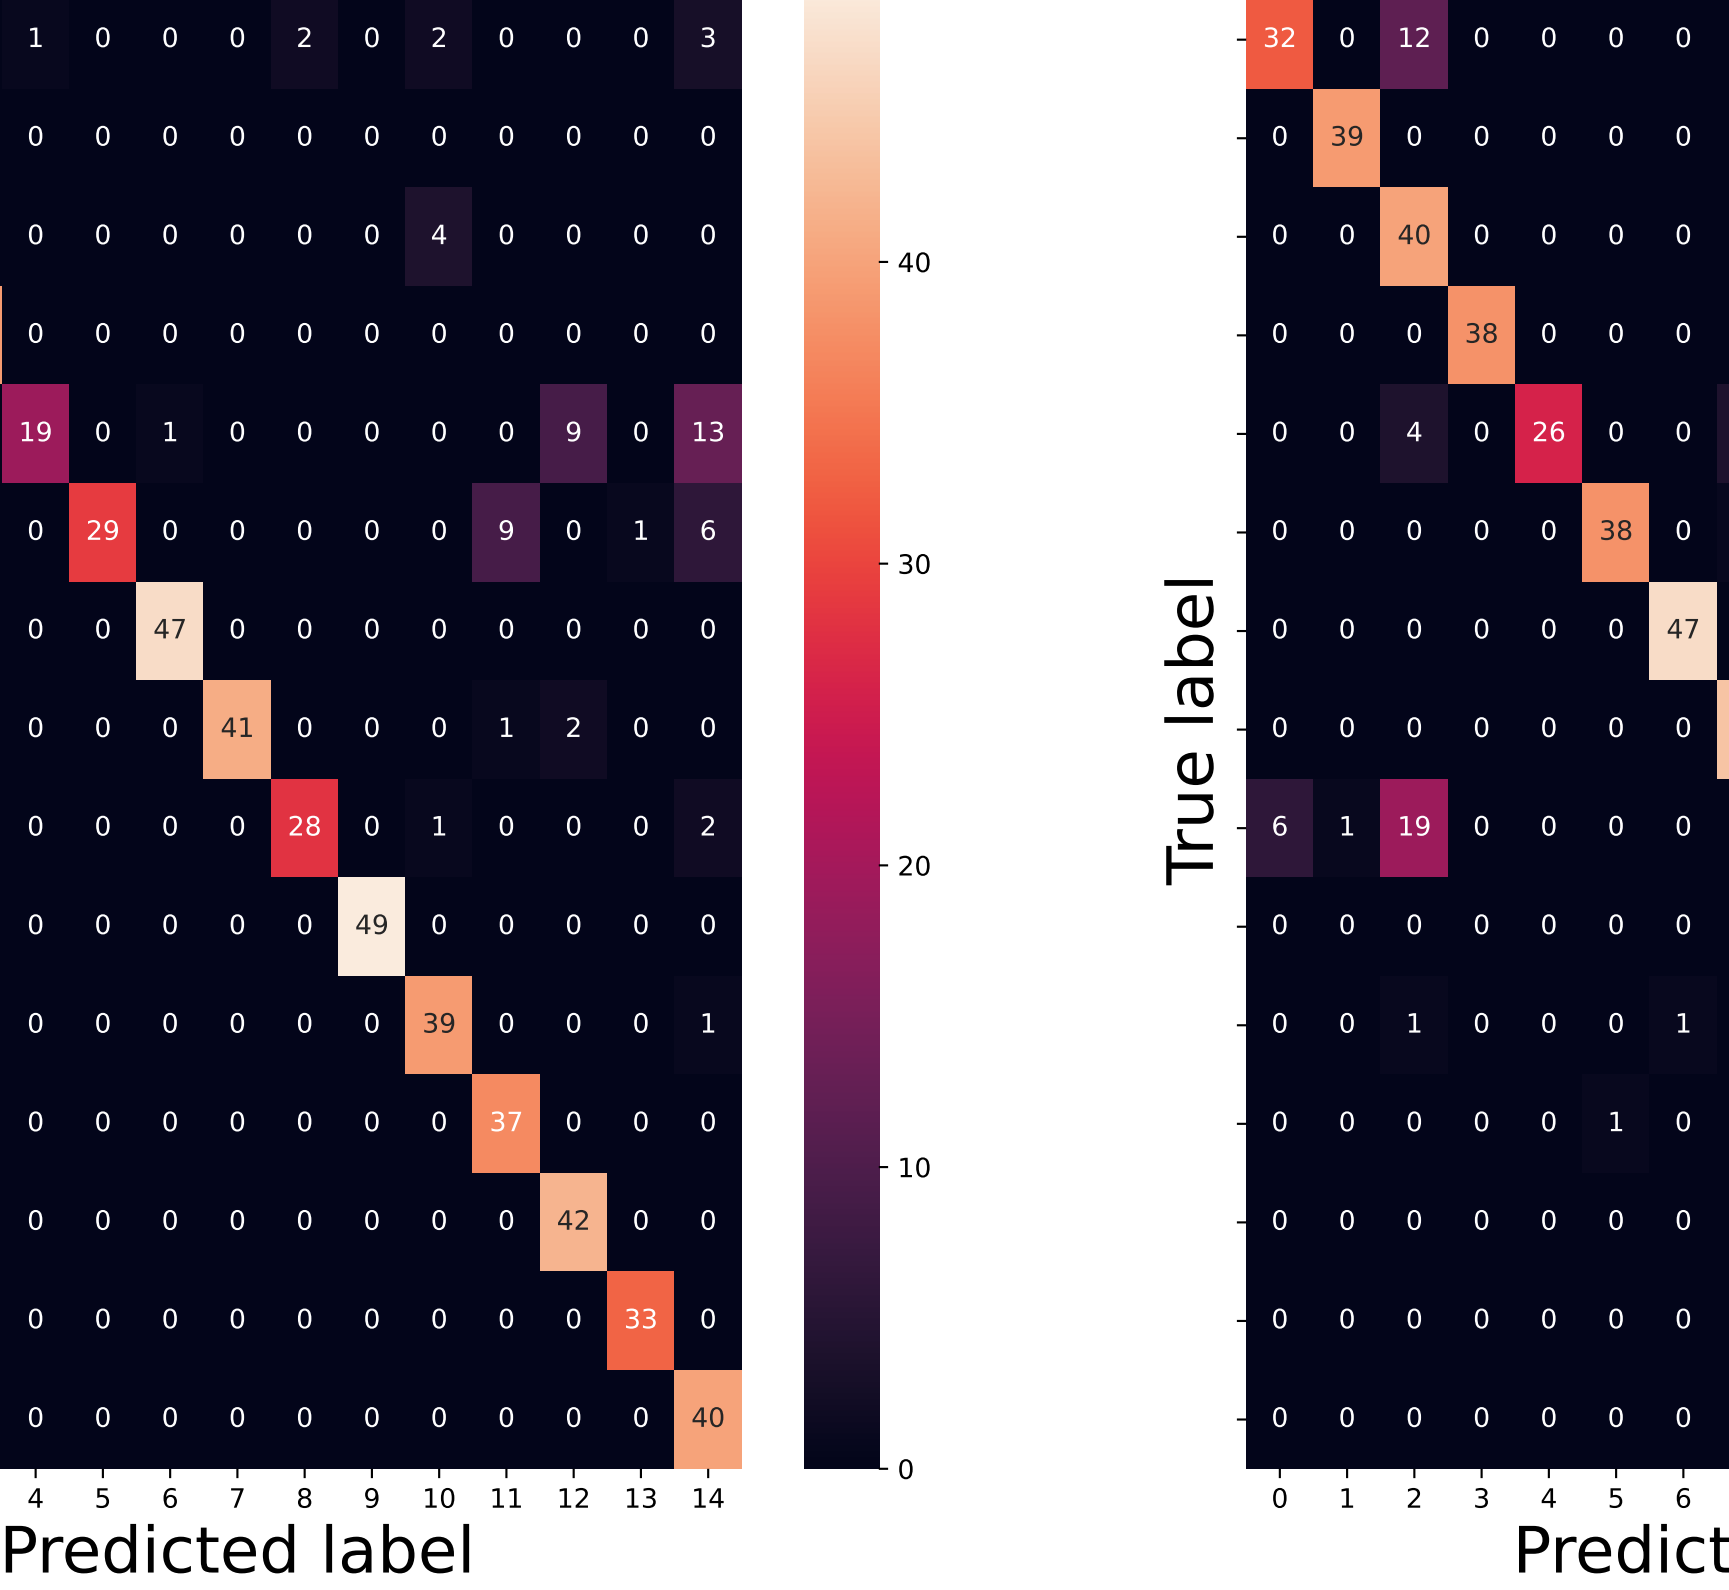 1 0 0 0 2 0 2 0 0 0 3
0 0 0 0 0 0 0 0 0 0 0
0 0 0 0 0 0 4 0 0 0 0
0 0 0 0 0 0 0 0 0 0 0
19 0 1 0 0 0 0 0 9 0 13
0 29 0 0 0 0 0 9 0 1 6
0 0 47 0 0 0 0 0 0 0 0
0 0 0 41 0 0 0 1 2 0 0
0 0 0 0 28 0 1 0 0 0 2
0 0 0 0 0 49 0 0 0 0 0
0 0 0 0 0 0 39 0 0 0 1
0 0 0 0 0 0 0 37 0 0 0
0 0 0 0 0 0 0 0 42 0 0
0 0 0 0 0 0 0 0 0 33 0
0 0 0 0 0 0 0 0 0 0 40
4 5 6 7 8 9 10 11 12 13 14
Predicted label
40
30
20
10
0
True label
32 0 12 0 0 0 0
0 39 0 0 0 0 0
0 0 40 0 0 0 0
0 0 0 38 0 0 0
0 0 4 0 26 0 0
0 0 0 0 0 38 0
0 0 0 0 0 0 47
0 0 0 0 0 0 0
6 1 19 0 0 0 0
0 0 0 0 0 0 0
0 0 1 0 0 0 1
0 0 0 0 0 1 0
0 0 0 0 0 0 0
0 0 0 0 0 0 0
0 0 0 0 0 0 0
0 1 2 3 4 5 6
Predict